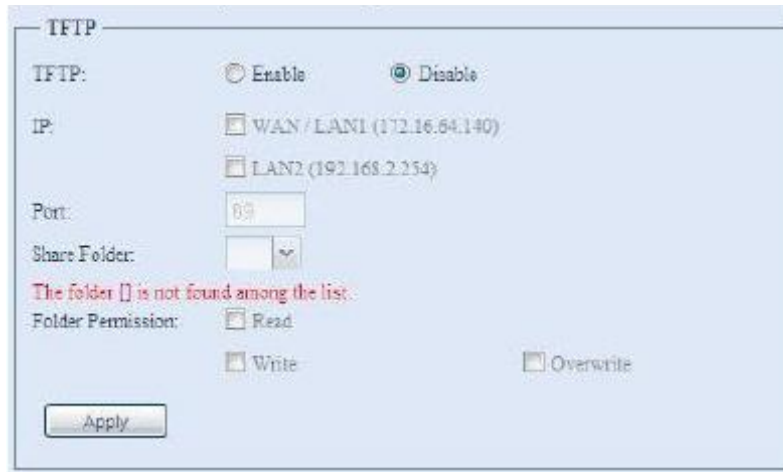 TFTP
TFTP: Enable Disable
IP: WAN / LAN1 (172.16.64.140)
LAN2 (192.168.2.254)
Port: 69
Share Folder:
The folder [] is not found among the list.
Folder Permission: Read
Write Overwrite
Apply